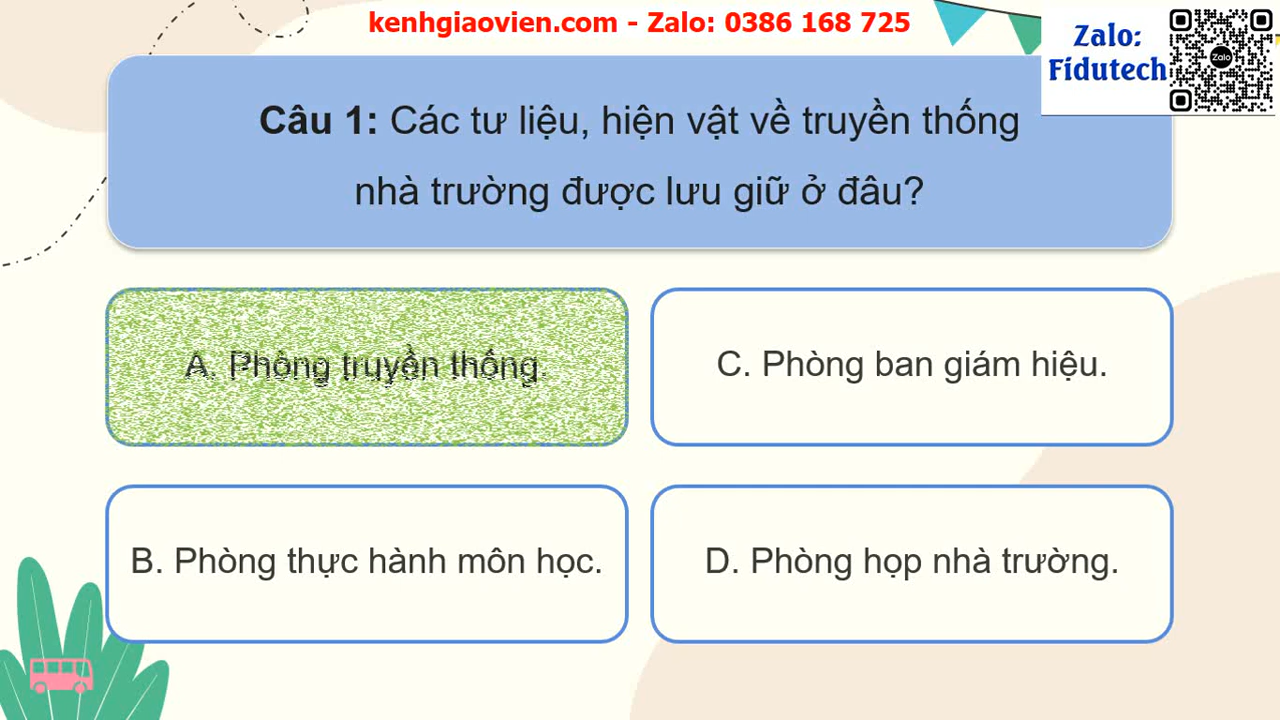 kenhgiaovien.com - Zalo: 0386 168 725
Zalo:
Fidutech
Zalo
Câu 1: Các tư liệu, hiện vật về truyền thống
nhà trường được lưu giữ ở đâu?
A. Phòng truyền thống.
C. Phòng ban giám hiệu.
B. Phòng thực hành môn học.
D. Phòng họp nhà trường.